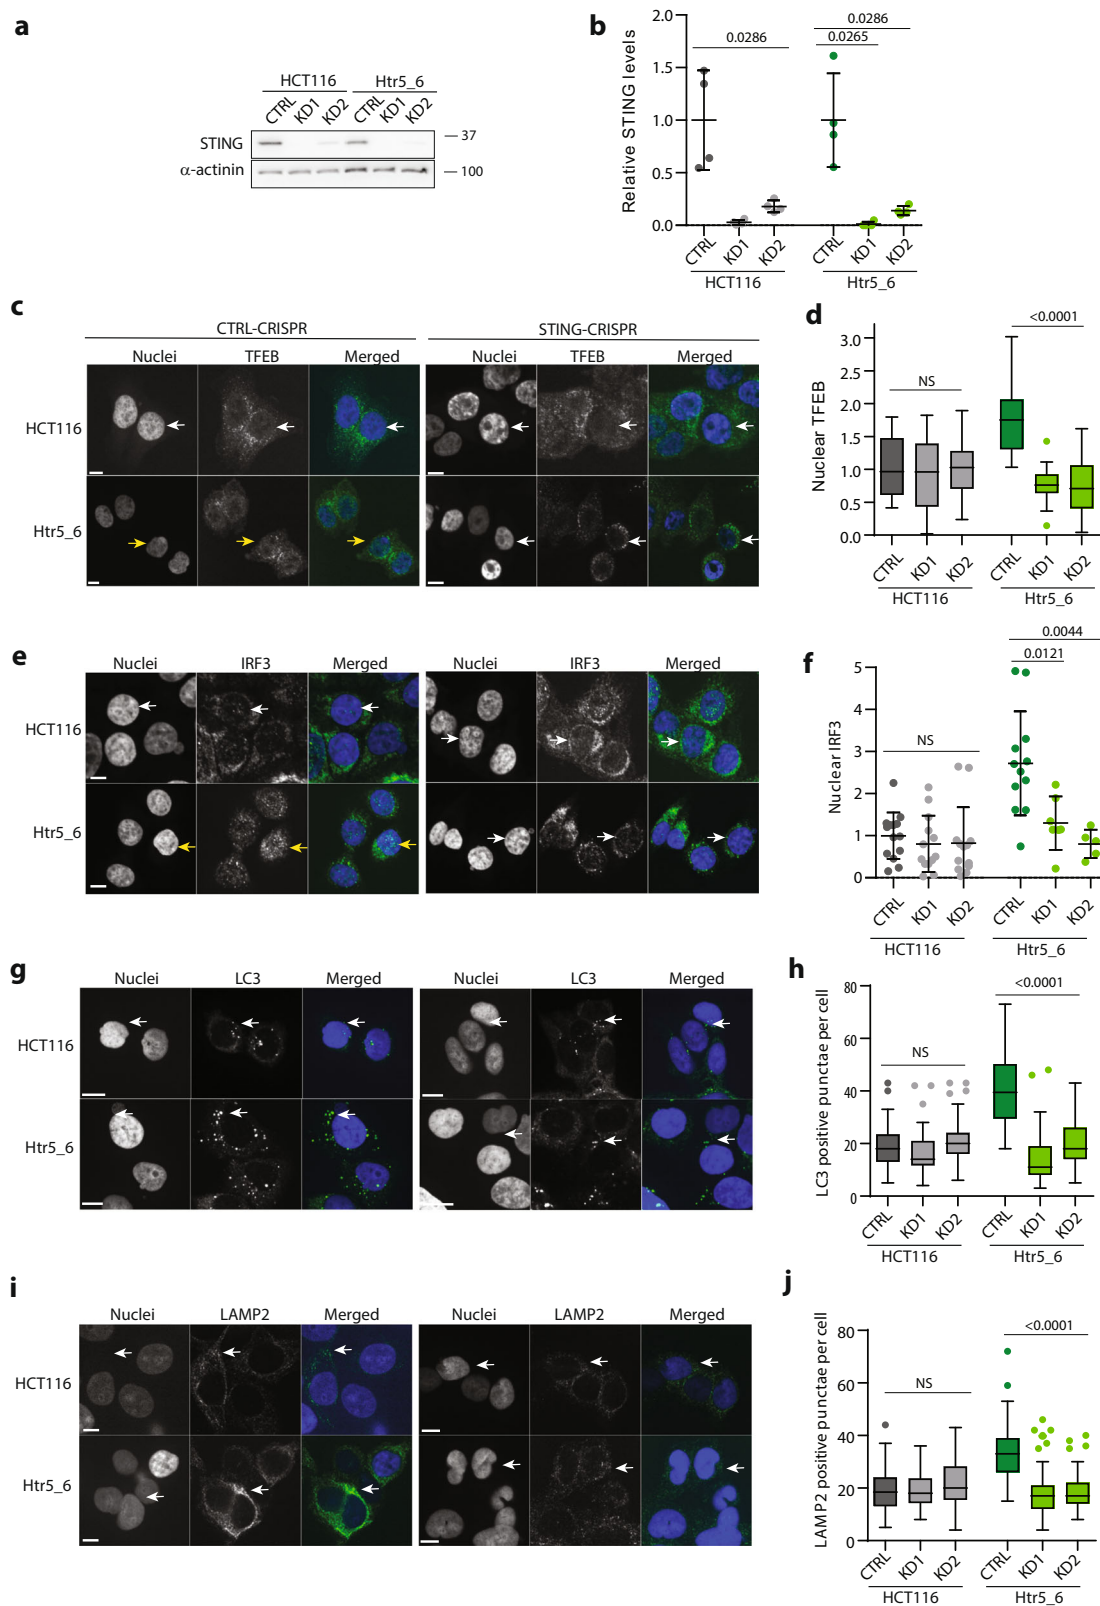 a
HCT116 Htr5_6
CTRL KD1 KD2 CTRL KD1 KD2
STING — 37
α-actinin — 100
b
Relative STING levels
2.0
1.5
1.0
0.5
0.0
0.0286
0.0286
0.0265
CTRL KD1 KD2 CTRL KD1 KD2
HCT116 Htr5_6
c
CTRL-CRISPR STING-CRISPR
Nuclei TFEB Merged Nuclei TFEB Merged
HCT116
Htr5_6
d
Nuclear TFEB
3.0
2.5
2.0
1.5
1.0
0.5
0.0
NS
<0.0001
CTRL KD1 KD2 CTRL KD1 KD2
HCT116 Htr5_6
e
Nuclei IRF3 Merged Nuclei IRF3 Merged
HCT116
Htr5_6
f
Nuclear IRF3
5
4
3
2
1
0
NS
0.0044
0.0121
CTRL KD1 KD2 CTRL KD1 KD2
HCT116 Htr5_6
g
Nuclei LC3 Merged Nuclei LC3 Merged
HCT116
Htr5_6
h
LC3 positive punctae per cell
80
60
40
20
0
NS
<0.0001
CTRL KD1 KD2 CTRL KD1 KD2
HCT116 Htr5_6
i
Nuclei LAMP2 Merged Nuclei LAMP2 Merged
HCT116
Htr5_6
j
LAMP2 positive punctae per cell
80
60
40
20
0
NS
<0.0001
CTRL KD1 KD2 CTRL KD1 KD2
HCT116 Htr5_6